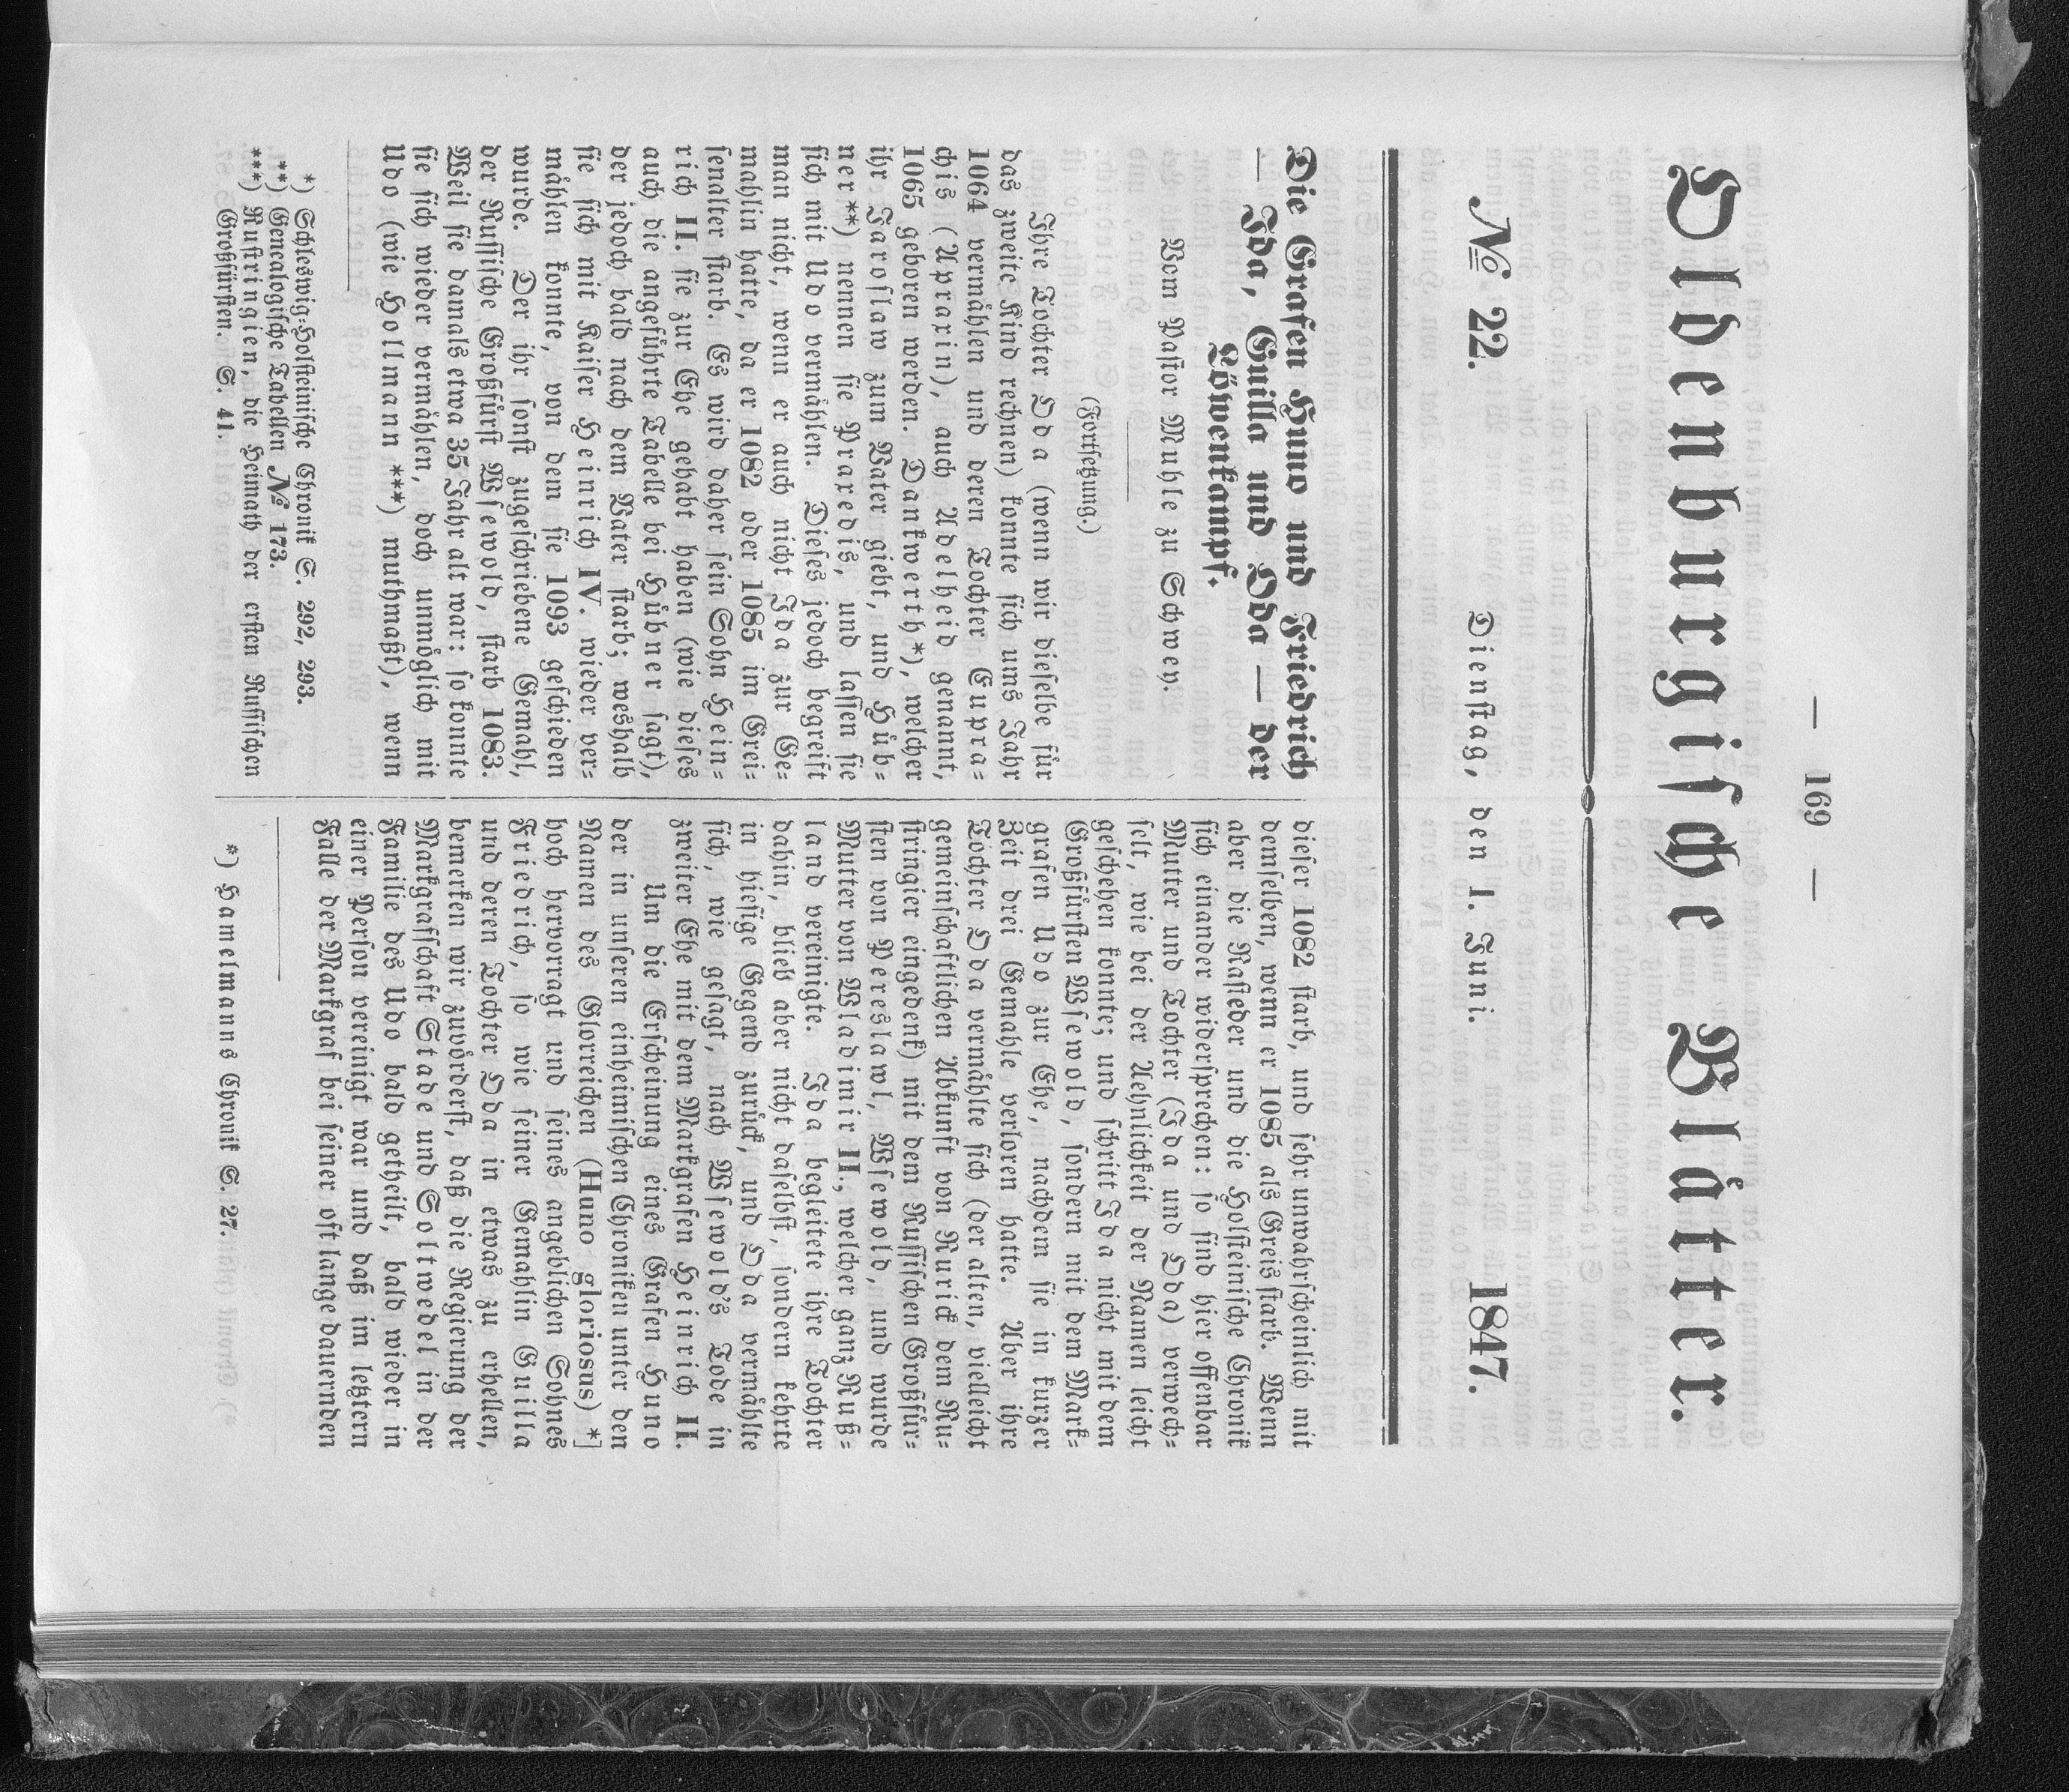 — 169 —
Oldenburgische Blåtter.
№ 22. Dienstag, den 1. Juni. 1847.
Die Grafen Huno und Friedrich
— Ida, Guilla und Oda — der
Löwenkampf.
Vom Pastor Muhle zu Schwey.
(Fortsetzung.)
Ihre Tochter Oda (wenn wir dieselbe für
das zweite Kind rechnen) konnte sich ums Jahr
1064 vermählen und deren Tochter Eupra=
chis (Upraxin), auch Adelheid genannt,
1065 geboren werden. Dankwerth*), welcher
ihr Jaroslaw zum Vater giebt, und Hüb=
ner**) nennen sie Praxedis, und lassen sie
sich mit Udo vermählen. Dieses jedoch begreift
man nicht, wenn er auch nicht Ida zur Ge=
mahlin hatte, da er 1082 oder 1085 im Grei=
senalter starb. Es wird daher sein Sohn Hein=
rich II. sie zur Ehe gehabt haben (wie dieses
auch die angeführte Tabelle bei Hübner sagt),
der jedoch bald nach dem Vater starb; weshalb
sie sich mit Kaiser Heinrich IV. wieder ver=
mählen konnte, von dem sie 1093 geschieden
wurde. Der ihr sonst zugeschriebene Gemahl,
der Russische Großfürst Wsewold, starb 1083.
Weil sie damals etwa 35 Jahr alt war: so konnte
sie sich wieder vermählen, doch unmöglich mit
Udo (wie Hollmann ***) muthmaßt), wenn
*) Schleswig=Holsteinische Chronik S. 292, 293.
**) Genealogische Tabellen № 173.
***) Rustringien, die Heimath der ersten Russischen
Großfürsten. S. 41.
dieser 1082 starb, und sehr unwahrscheinlich mit
demselben, wenn er 1085 als Greis starb. Wenn
aber die Rasteder und die Holsteinische Chronik
sich einander widersprechen: so sind hier offenbar
Mutter und Tochter (Ida und Oda) verwech=
selt, wie bei der Aehnlichkeit der Namen leicht
geschehen konnte; und schritt Ida nicht mit dem
Großfürsten Wsewold, sondern mit dem Mark=
grafen Udo zur Ehe, nachdem sie in kurzer
Zeit drei Gemahle verloren hatte. Aber ihre
Tochter Oda vermählte sich (der alten, vielleicht
gemeinschaftlichen Abkunft von Rurick dem Ru=
stringier eingedenk) mit dem Russischen Großfür=
sten von Pereslawl, Wsewold, und wurde
Mutter von Wladimir II., welcher ganz Ruß=
land vereinigte. Ida begleitete ihre Tochter
dahin, blieb aber nicht daselbst, sondern kehrte
in hiesige Gegend zurück, und Oda vermählte
sich, wie gesagt, nach Wsewold's Tode in
zweiter Ehe mit dem Markgrafen Heinrich II.
Um die Erscheinung eines Grafen Huno
der in unseren einheimischen Chroniken unter den
Namen des Glorreichen (Huno gloriosus) *]
hoch hervorragt und seines angeblichen Sohnes
Friedrich, so wie seiner Gemahlin Guilla
und deren Tochter Oda in etwas zu erhellen,
bemerken wir zuvörderst, daß die Regierung der
Markgrafschaft Stade und Soltwedel in der
Familie des Udo bald getheilt, bald wieder in
einer Person vereinigt war und daß im letztern
Falle der Markgraf bei seiner oft lange dauernden
*) Hamelmanns Chronik S. 27.